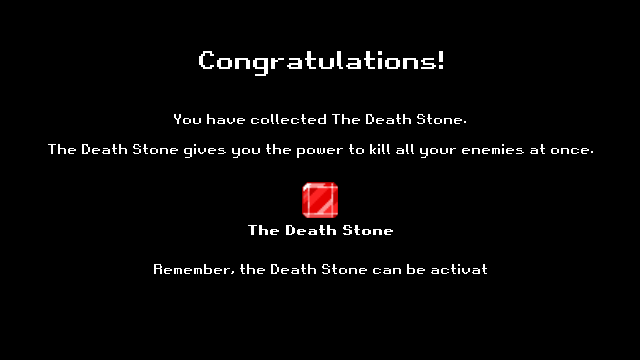 Congratulations!
You have collected The Death Stone.
The Death Stone gives you the power to kill all your enemies at once.
The Death Stone
Remember, the Death Stone can be activat